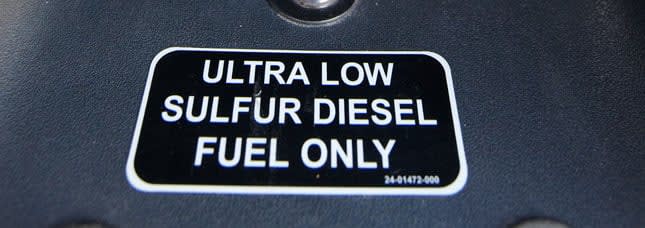 ULTRA LOW
SULFUR DIESEL
FUEL ONLY
24-01472-000